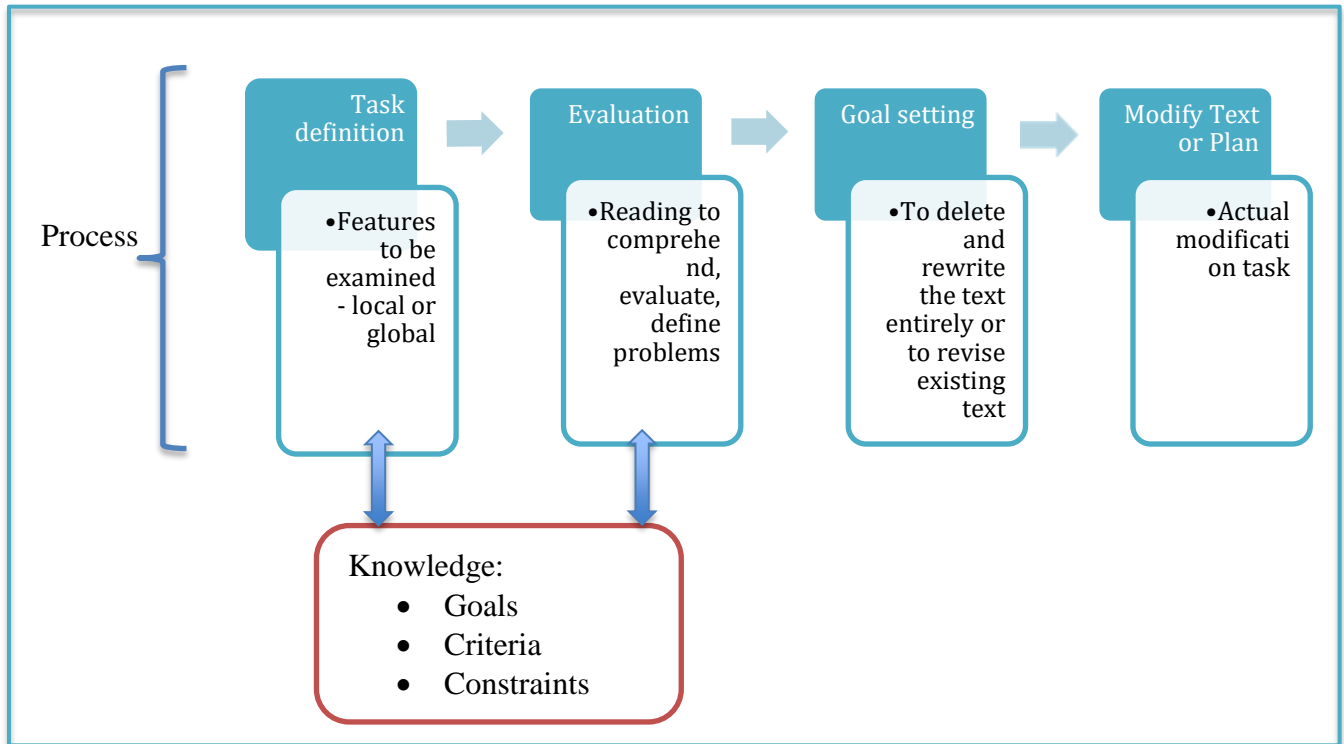 Process
Task
definition
•Features
to be
examined
- local or
global
Evaluation
•Reading to
comprehe
nd,
evaluate,
define
problems
Goal setting
•To delete
and
rewrite
the text
entirely or
to revise
existing
text
Modify Text
or Plan
•Actual
modificati
on task
Knowledge:
• Goals
• Criteria
• Constraints